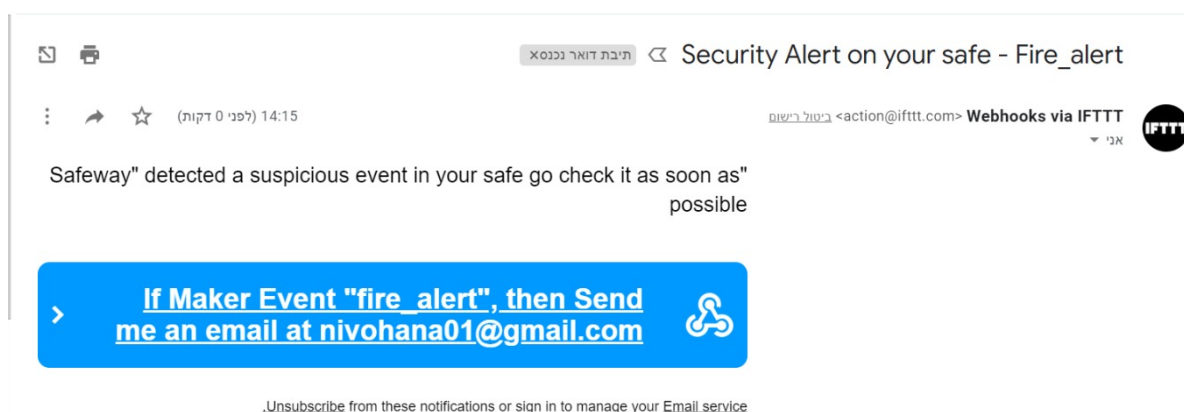 Security Alert on your safe - Fire_alert תיבת דואר נכנס x
Webhooks via IFTTT <action@ifttt.com> ביטול רישום 14:15 (לפני 0 דקות)
IFTTT
אני
"Safeway" detected a suspicious event in your safe go check it as soon as
possible
If Maker Event "fire_alert", then Send
me an email at nivohana01@gmail.com
Unsubscribe from these notifications or sign in to manage your Email service.